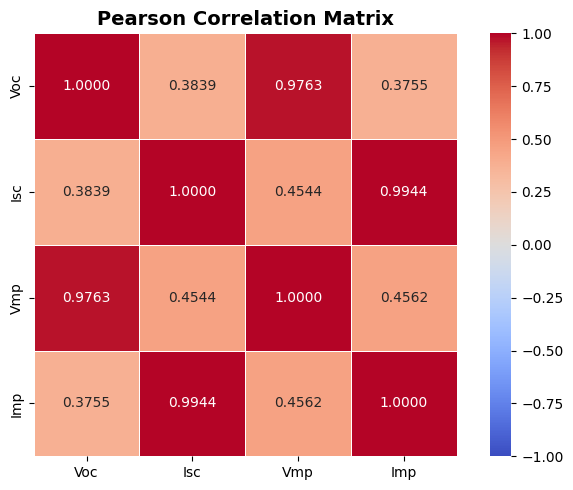 Pearson Correlation Matrix
Voc
1.0000 0.3839 0.9763 0.3755
Isc
0.3839 1.0000 0.4544 0.9944
Vmp
0.9763 0.4544 1.0000 0.4562
Imp
0.3755 0.9944 0.4562 1.0000
Voc Isc Vmp Imp
1.00
0.75
0.50
0.25
0.00
−0.25
−0.50
−0.75
−1.00